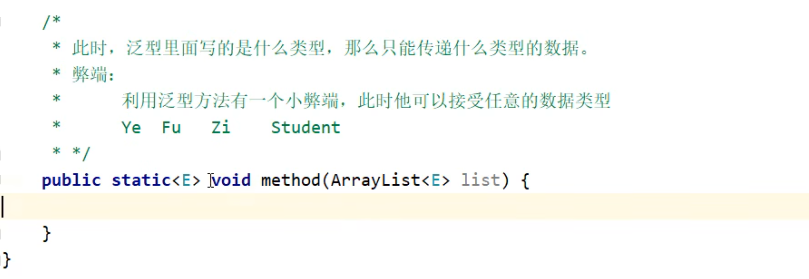 /*
* 此时，泛型里面写的是什么类型，那么只能传递什么类型的数据。
* 弊端：
* 利用泛型方法有一个小弊端，此时他可以接受任意的数据类型
* Ye Fu Zi Student
* */
public static<E> void method(ArrayList<E> list) {
}
}